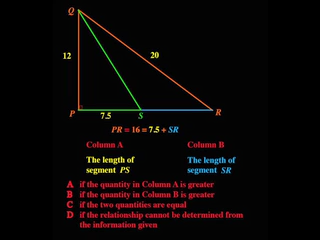 Q
12
20
P
7.5
S
R
PR = 16 = 7.5 + SR
Column A Column B
The length of The length of
segment PS segment SR
A if the quantity in Column A is greater
B if the quantity in Column B is greater
C if the two quantities are equal
D if the relationship cannot be determined from
the information given